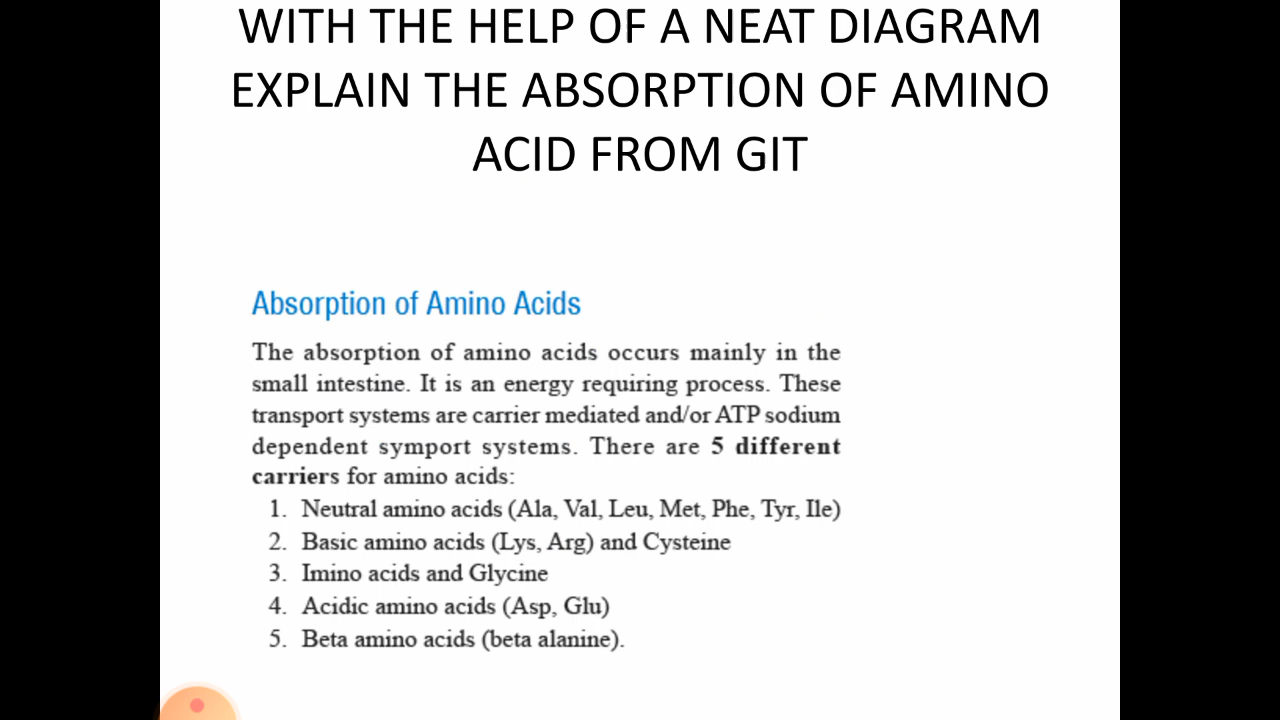 WITH THE HELP OF A NEAT DIAGRAM
EXPLAIN THE ABSORPTION OF AMINO
ACID FROM GIT
Absorption of Amino Acids
The absorption of amino acids occurs mainly in the
small intestine. It is an energy requiring process. These
transport systems are carrier mediated and/or ATP sodium
dependent symport systems. There are 5 different
carriers for amino acids:
1. Neutral amino acids (Ala, Val, Leu, Met, Phe, Tyr, Ile)
2. Basic amino acids (Lys, Arg) and Cysteine
3. Imino acids and Glycine
4. Acidic amino acids (Asp, Glu)
5. Beta amino acids (beta alanine).